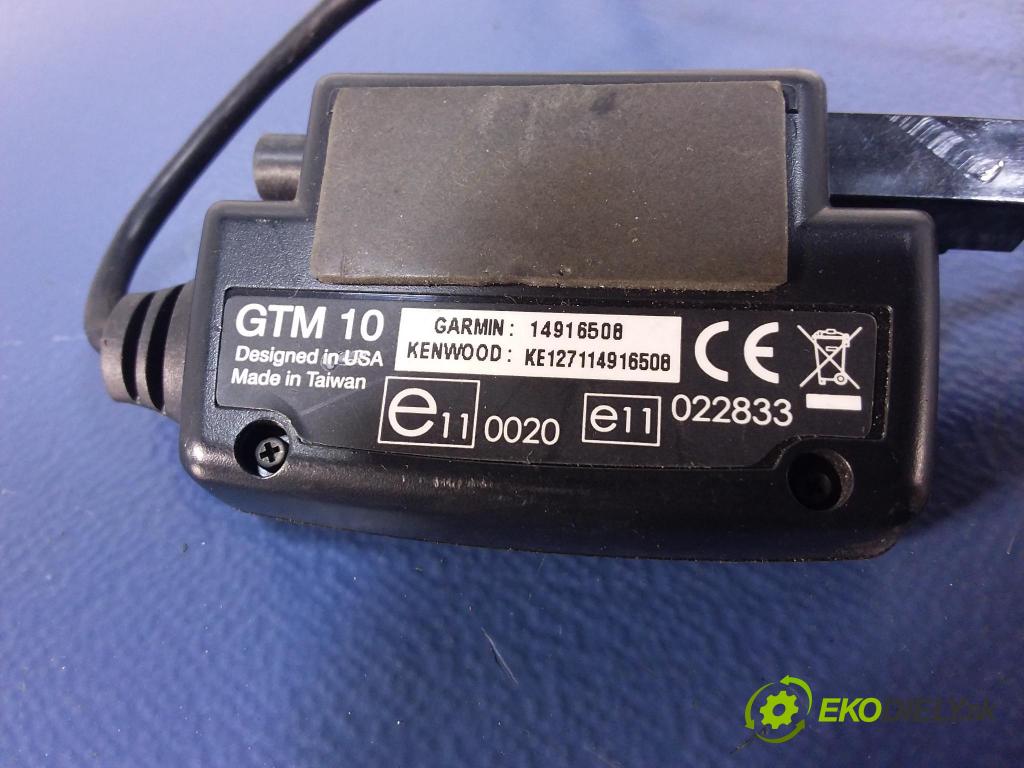 GTM 10
Designed in USA
Made in Taiwan
GARMIN: 14916508
KENWOOD: KE127114916508
CE
e11 0020
e11 022833
EKODIELY.sk